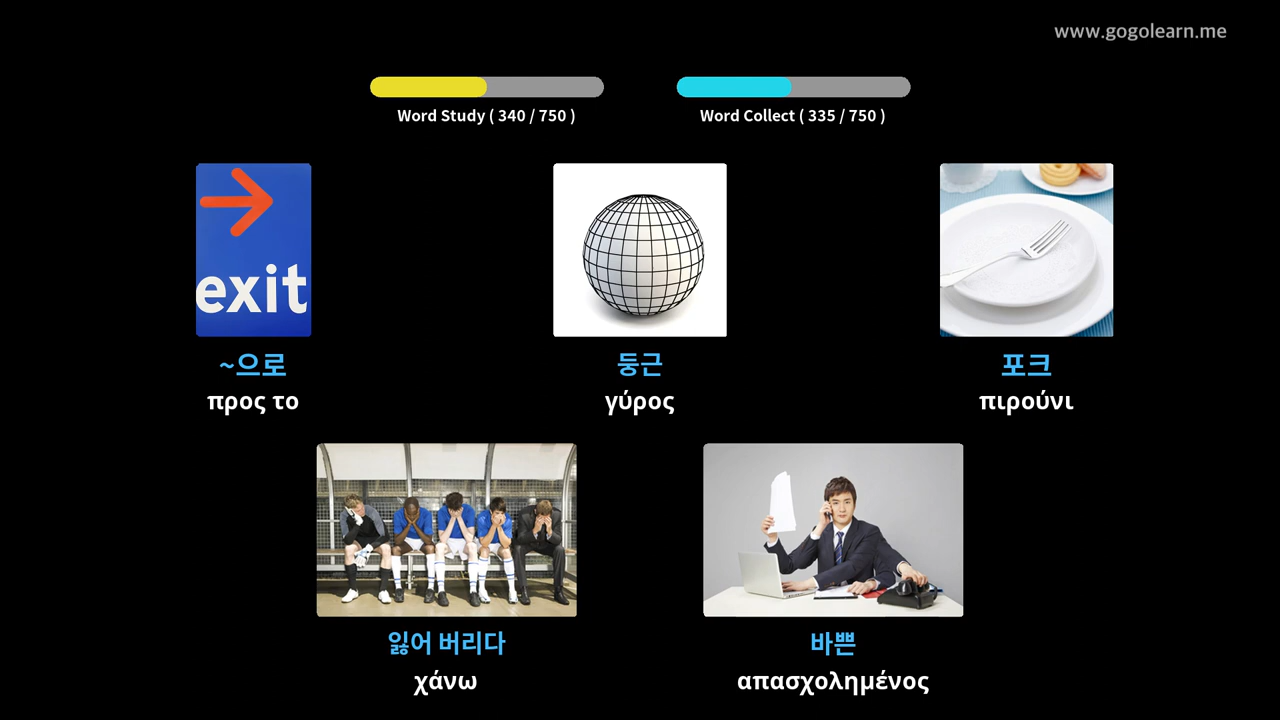 www.gogolearn.me
Word Study ( 340 / 750 )
Word Collect ( 335 / 750 )
exit
~으로
προς το
둥근
γύρος
포크
πιρούνι
잃어 버리다
χάνω
바쁜
απασχολημένος